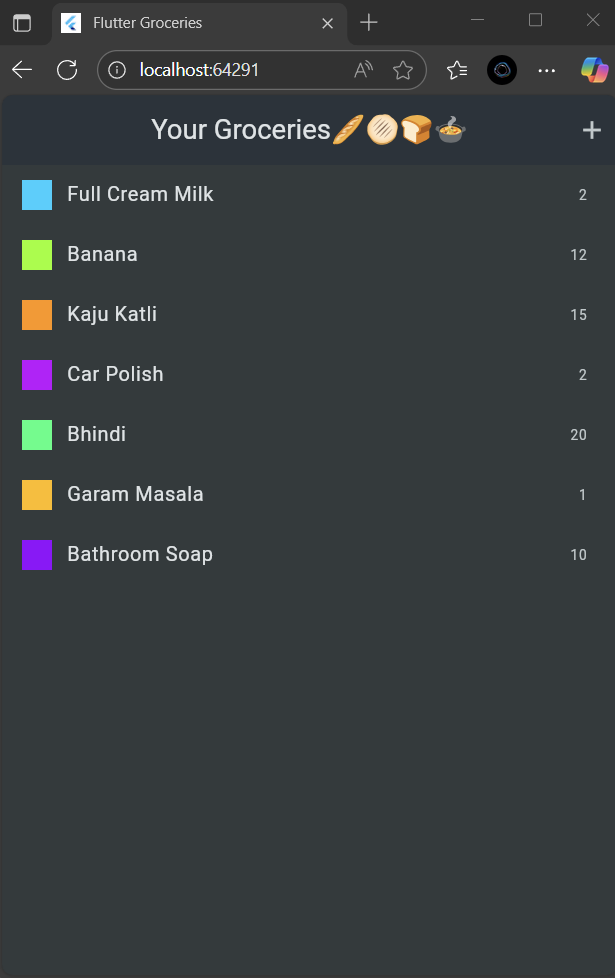 Flutter Groceries
localhost:64291
Your Groceries🥖🫓🍞🍲
Full Cream Milk 2
Banana 12
Kaju Katli 15
Car Polish 2
Bhindi 20
Garam Masala 1
Bathroom Soap 10